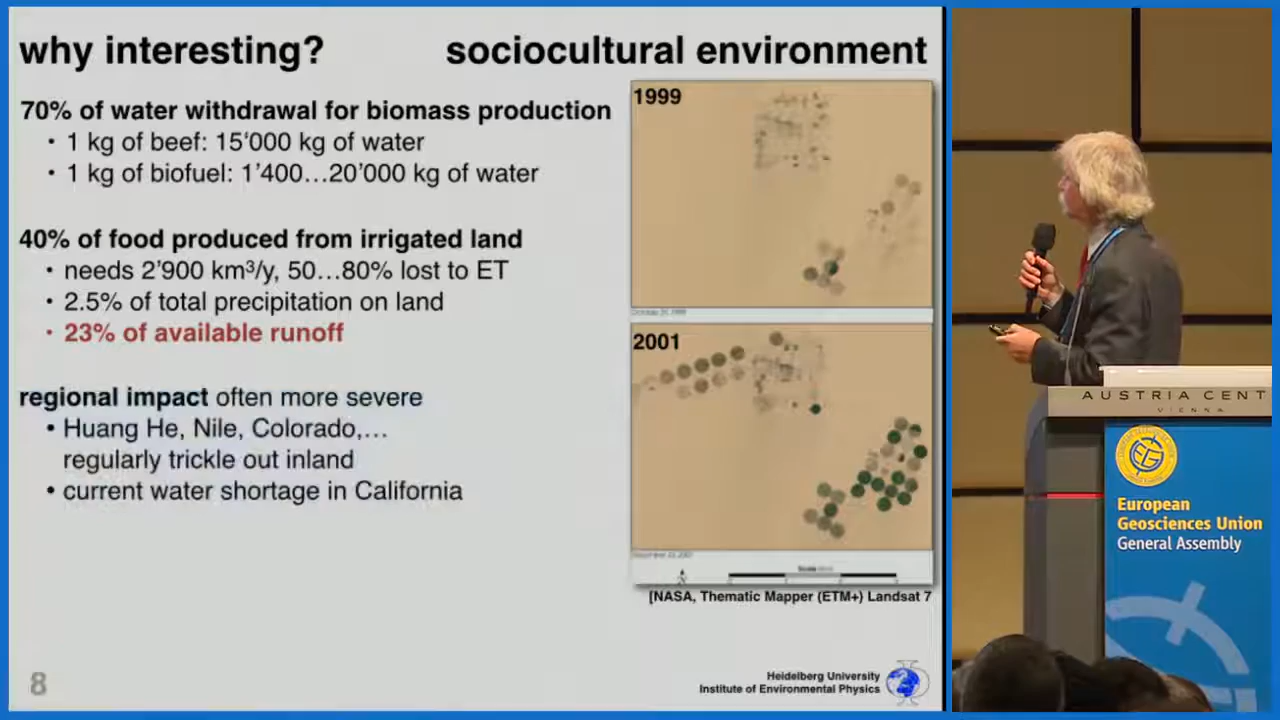 why interesting? sociocultural environment
70% of water withdrawal for biomass production
• 1 kg of beef: 15‘000 kg of water
• 1 kg of biofuel: 1’400…20’000 kg of water
40% of food produced from irrigated land
• needs 2’900 km³/y, 50…80% lost to ET
• 2.5% of total precipitation on land
• 23% of available runoff
regional impact often more severe
• Huang He, Nile, Colorado,…
regularly trickle out inland
• current water shortage in California
1999
2001
[NASA, Thematic Mapper (ETM+) Landsat 7
8
Heidelberg University
Institute of Environmental Physics
AUSTRIA CENT
VIENNA
European
Geosciences Union
General Assembly